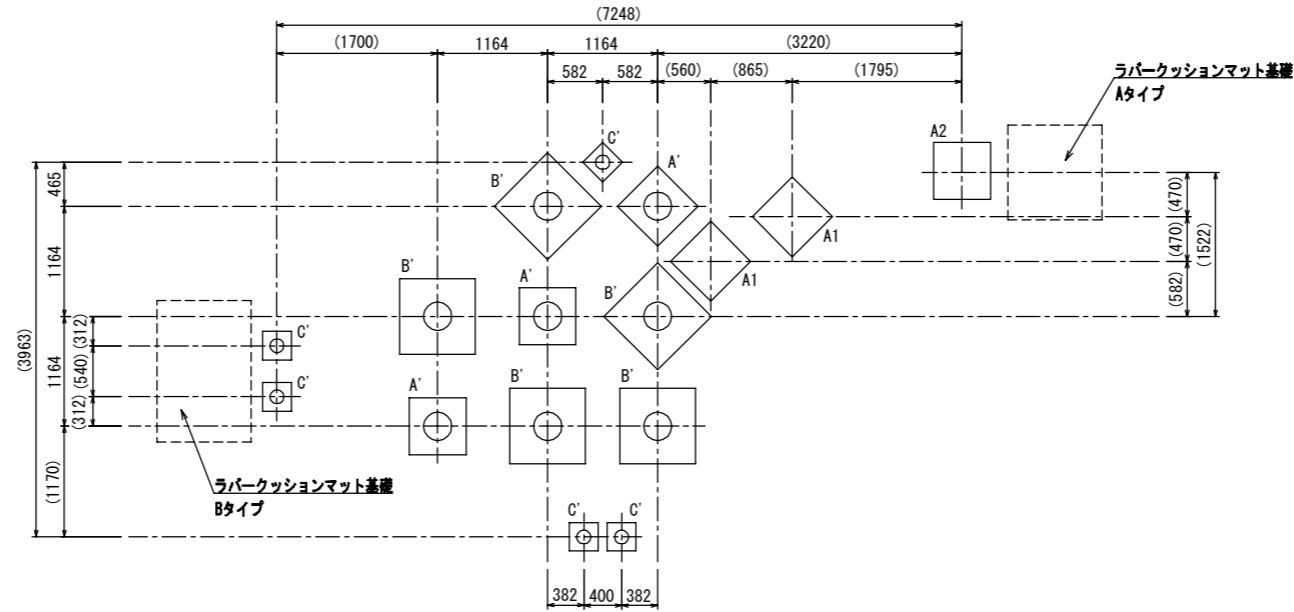 (7248)
(1700) 1164 1164 (3220)
582 582 (560) (865) (1795)
ラバークッションマット基礎
Aタイプ
C'
A2
B'
A'
465
(470)
A1
1164
(470)
(1522)
B'
A'
B'
A1
(582)
(3963)
(312)
C'
1164
(540)
C'
A'
B'
B'
(312)
ラバークッションマット基礎
Bタイプ
(1170)
C'
C'
382 400 382